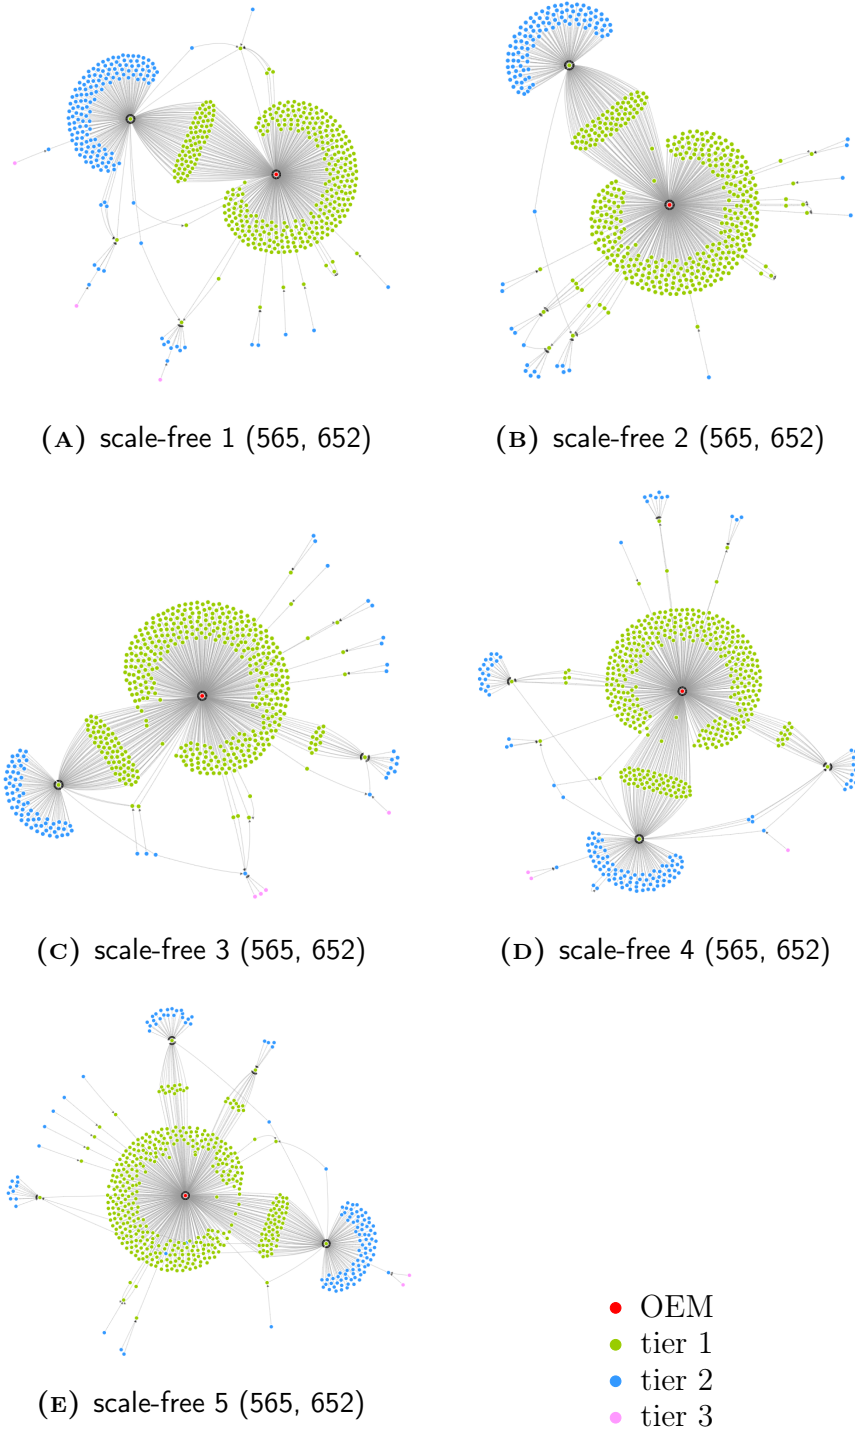 (A) scale-free 1 (565, 652)
(B) scale-free 2 (565, 652)
(C) scale-free 3 (565, 652)
(D) scale-free 4 (565, 652)
(E) scale-free 5 (565, 652)
OEM
tier 1
tier 2
tier 3